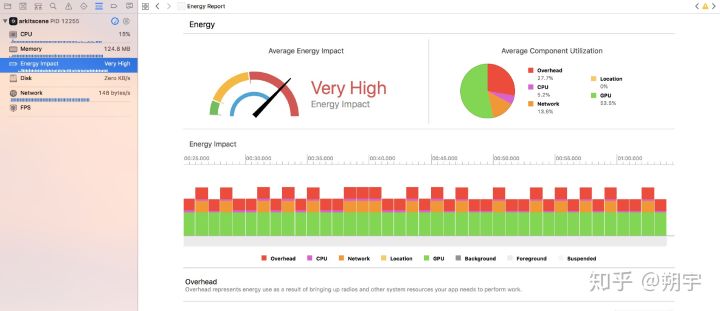 Energy Report
arkitscene PID 12255
CPU 15%
Memory 124.6 MB
Energy Impact Very High
Disk Zero KB/s
Network 148 bytes/s
FPS
Energy
Average Energy Impact
Very High
Energy Impact
Average Component Utilization
Overhead
27.7%
CPU
5.2%
Network
13.6%
Location
0%
GPU
53.5%
Energy Impact
00:25.000 00:30.000 00:35.000 00:40.000 00:45.000 00:50.000 00:55.000 01:00.000
Overhead CPU Network Location GPU Background Foreground Suspended
Overhead
Overhead represents energy use as a result of bringing up radios and other system resources your app needs to perform work.
知乎 @朔宇